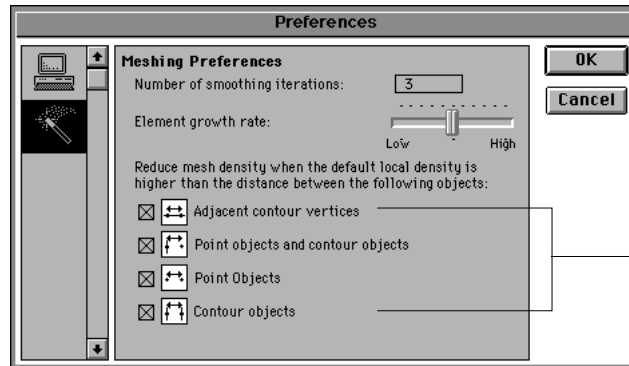 Preferences
Meshing Preferences
Number of smoothing iterations: 3
Element growth rate:
Low High
Reduce mesh density when the default local density is
higher than the distance between the following objects:
Adjacent contour vertices
Point objects and contour objects
Point Objects
Contour objects
OK
Cancel